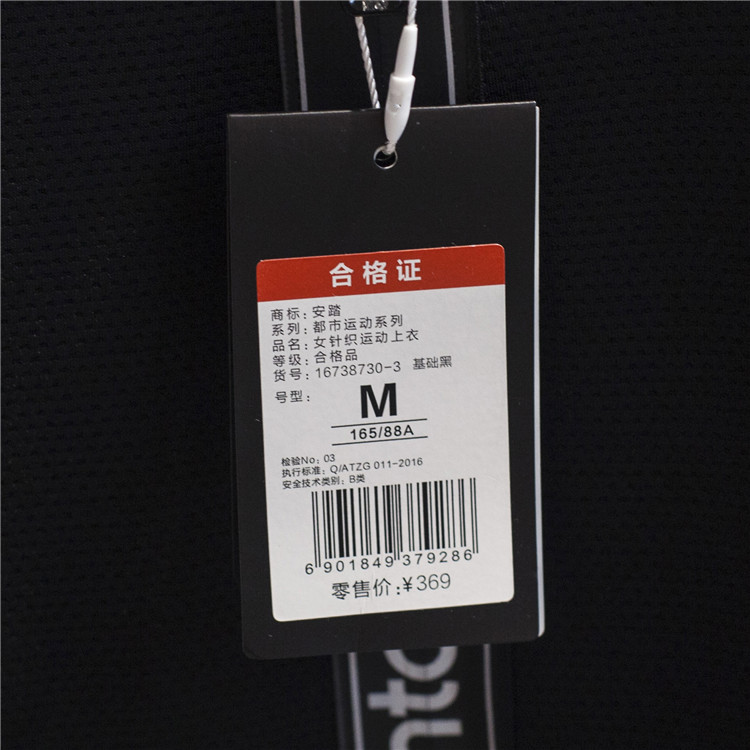 合格证
商标: 安踏
系列: 都市运动系列
品名: 女针织运动上衣
等级: 合格品
货号: 16738730-3 基础黑
号型: M
165/88A
检验No: 03
执行标准: Q/ATZG 011-2016
安全技术类别: B类
6 901849 379286
零售价:¥369